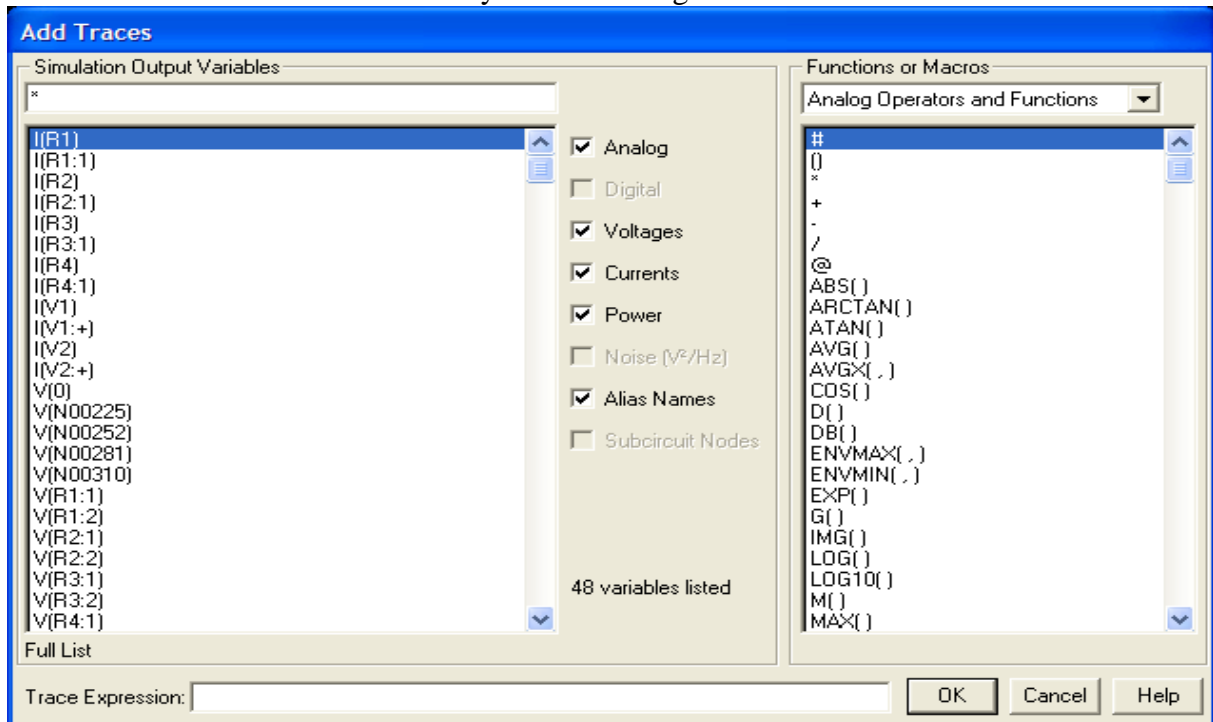 Add Traces
Simulation Output Variables
*
I(R1)
I(R1:1)
I(R2)
I(R2:1)
I(R3)
I(R3:1)
I(R4)
I(R4:1)
I(V1)
I(V1:+)
I(V2)
I(V2:+)
V(0)
V(N00225)
V(N00252)
V(N00281)
V(N00310)
V(R1:1)
V(R1:2)
V(R2:1)
V(R2:2)
V(R3:1)
V(R3:2)
V(R4:1)
Full List
Analog
Digital
Voltages
Currents
Power
Noise (V²/Hz)
Alias Names
Subcircuit Nodes
48 variables listed
Functions or Macros
Analog Operators and Functions
#
()
*
+
-
/
@
ABS( )
ARCTAN( )
ATAN( )
AVG( )
AVGX( , )
COS( )
D( )
DB( )
ENVMAX( , )
ENVMIN( , )
EXP( )
G( )
IMG( )
LOG( )
LOG10( )
M( )
MAX( )
Trace Expression:
OK
Cancel
Help